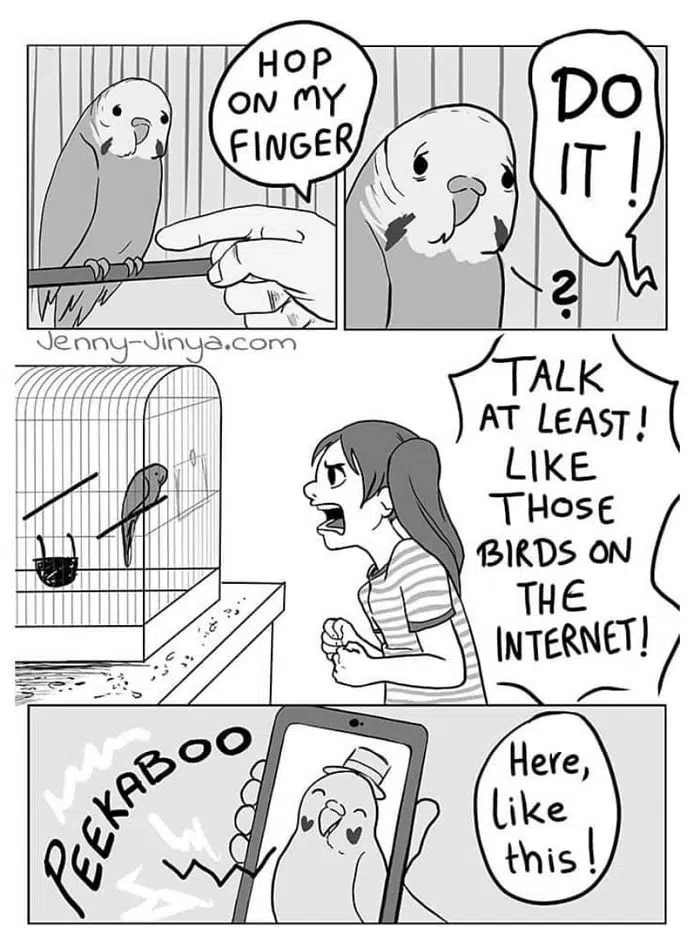 HOP
ON MY
FINGER
DO
IT!
?
Jenny-Jinya.com
TALK
AT LEAST!
LIKE
THOSE
BIRDS ON
THE
INTERNET!
PEEKABOO
Here,
like
this!